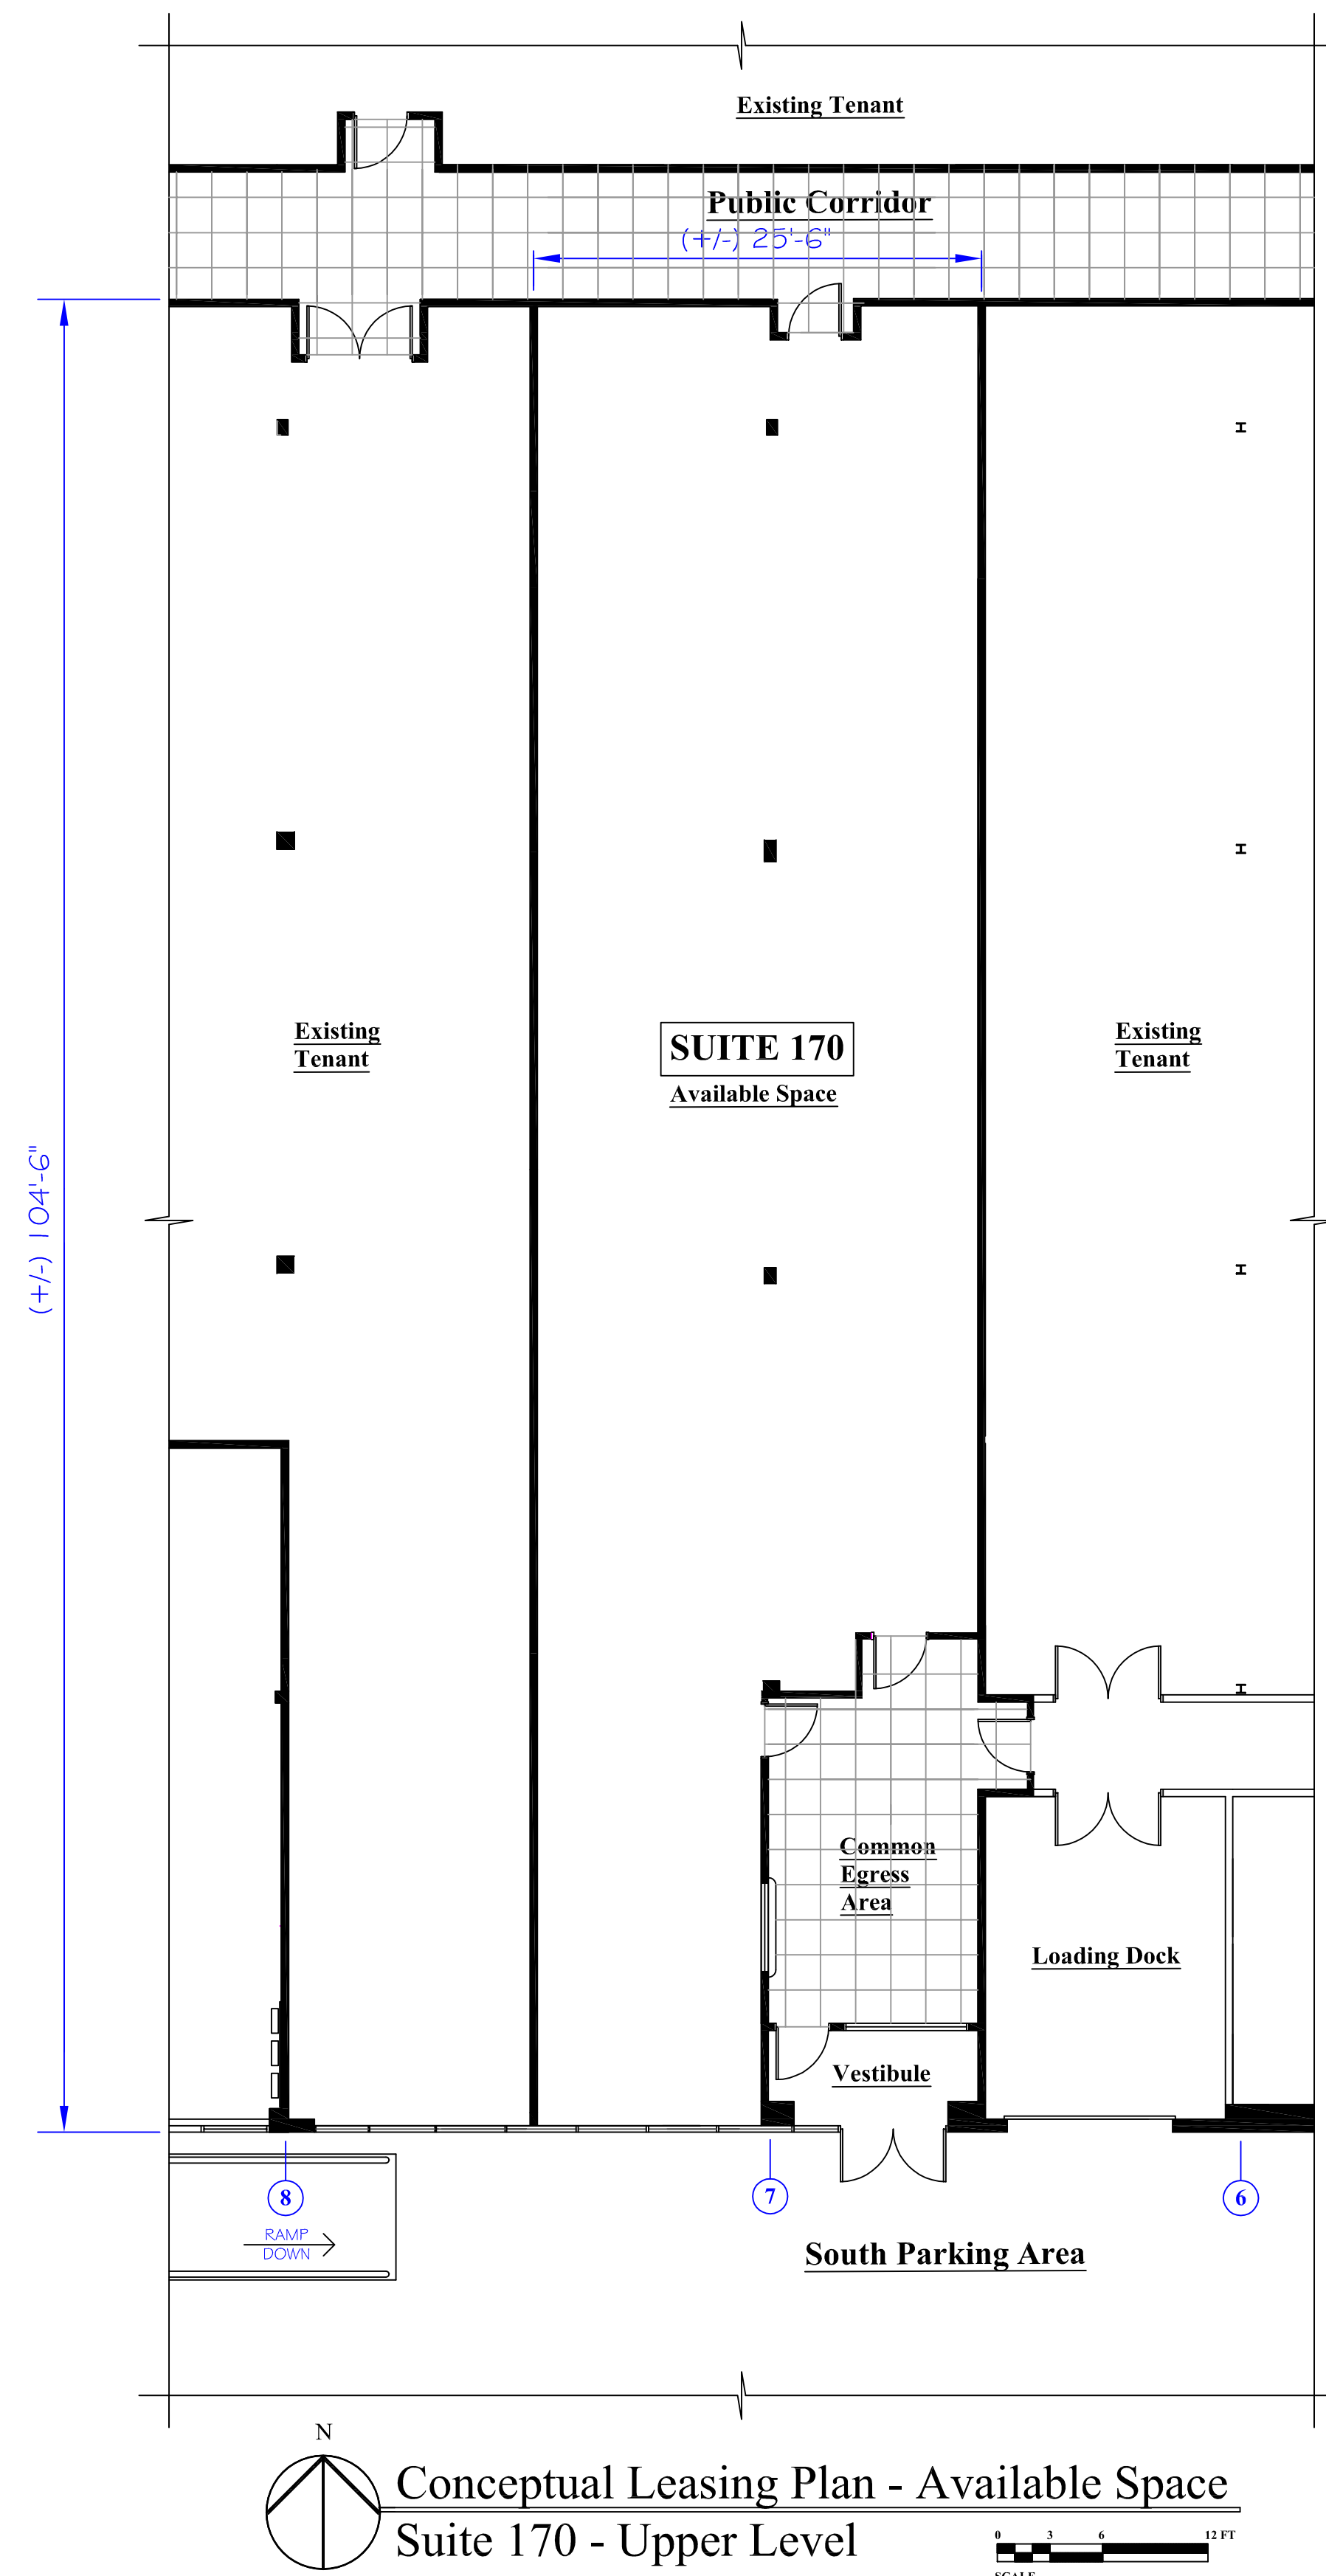 Existing Tenant
Public Corridor
(+/-) 25'-6"
Existing
Tenant
SUITE 170
Available Space
Existing
Tenant
(+/-) 104'-6"
Common
Egress
Area
Loading Dock
Vestibule
8
7
6
RAMP
DOWN
South Parking Area
N
Conceptual Leasing Plan - Available Space
Suite 170 - Upper Level
0 3 6 12 FT
SCALE